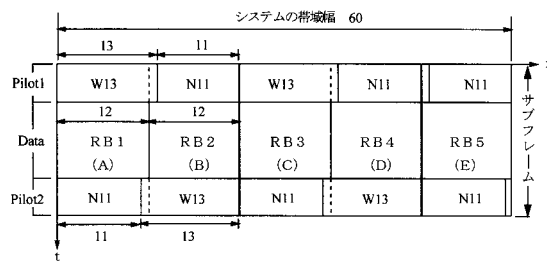 システムの帯域幅 60
13 11
Pilot1 W13 N11 W13 N11 N11
12 12
Data RB1 RB2 RB3 RB4 RB5
(A) (B) (C) (D) (E)
Pilot2 N11 W13 N11 W13 N11
11 13
t
サブフレーム